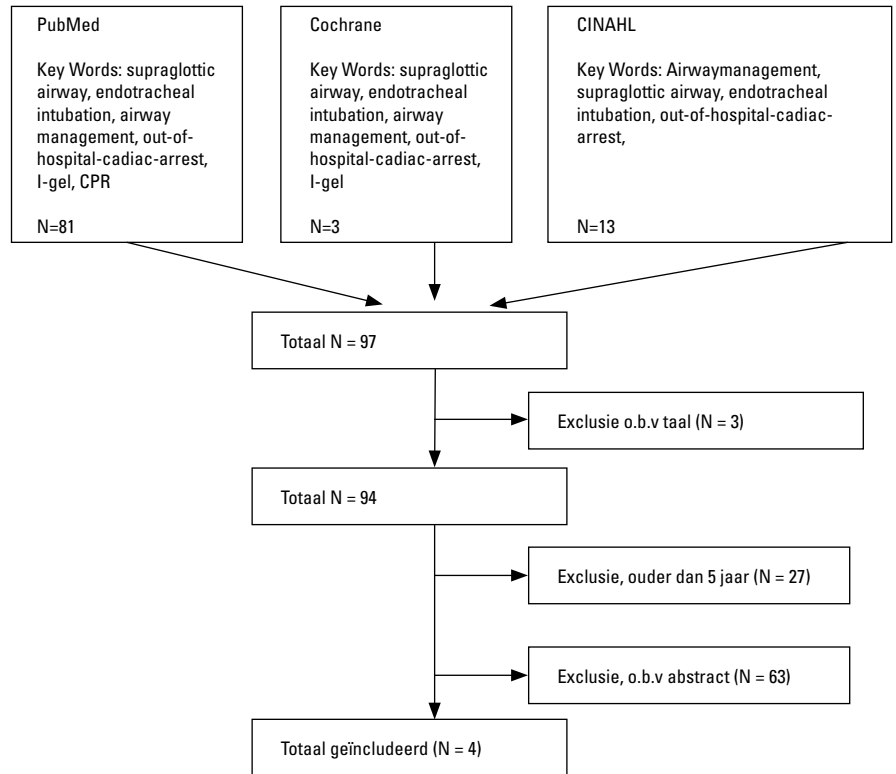 PubMed
Key Words: supraglottic
airway, endotracheal
intubation, airway
management, out-of-
hospital-cadiac-arrest,
I-gel, CPR
N=81
Cochrane
Key Words: supraglottic
airway, endotracheal
intubation, airway
management, out-of-
hospital-cadiac-arrest,
I-gel
N=3
CINAHL
Key Words: Airwaymanagement,
supraglottic airway, endotracheal
intubation, out-of-hospital-cadiac-
arrest,
N=13
Totaal N = 97
Exclusie o.b.v taal (N = 3)
Totaal N = 94
Exclusie, ouder dan 5 jaar (N = 27)
Exclusie, o.b.v abstract (N = 63)
Totaal geïncludeerd (N = 4)